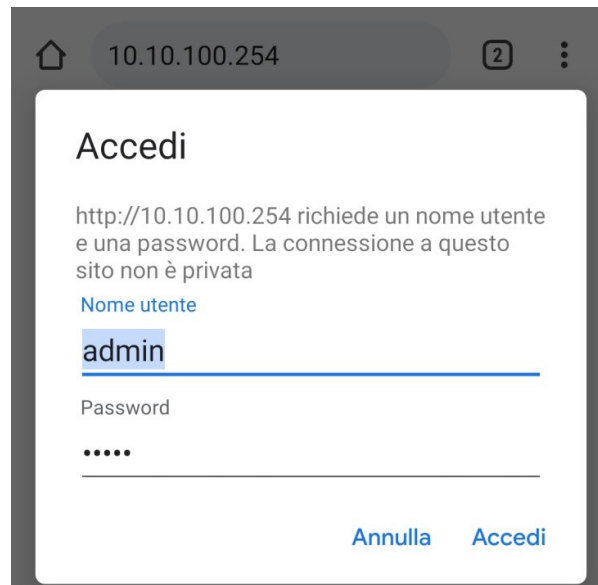 10.10.100.254
2
Accedi
http://10.10.100.254 richiede un nome utente
e una password. La connessione a questo
sito non è privata
Nome utente
admin
Password
•••••
Annulla
Accedi